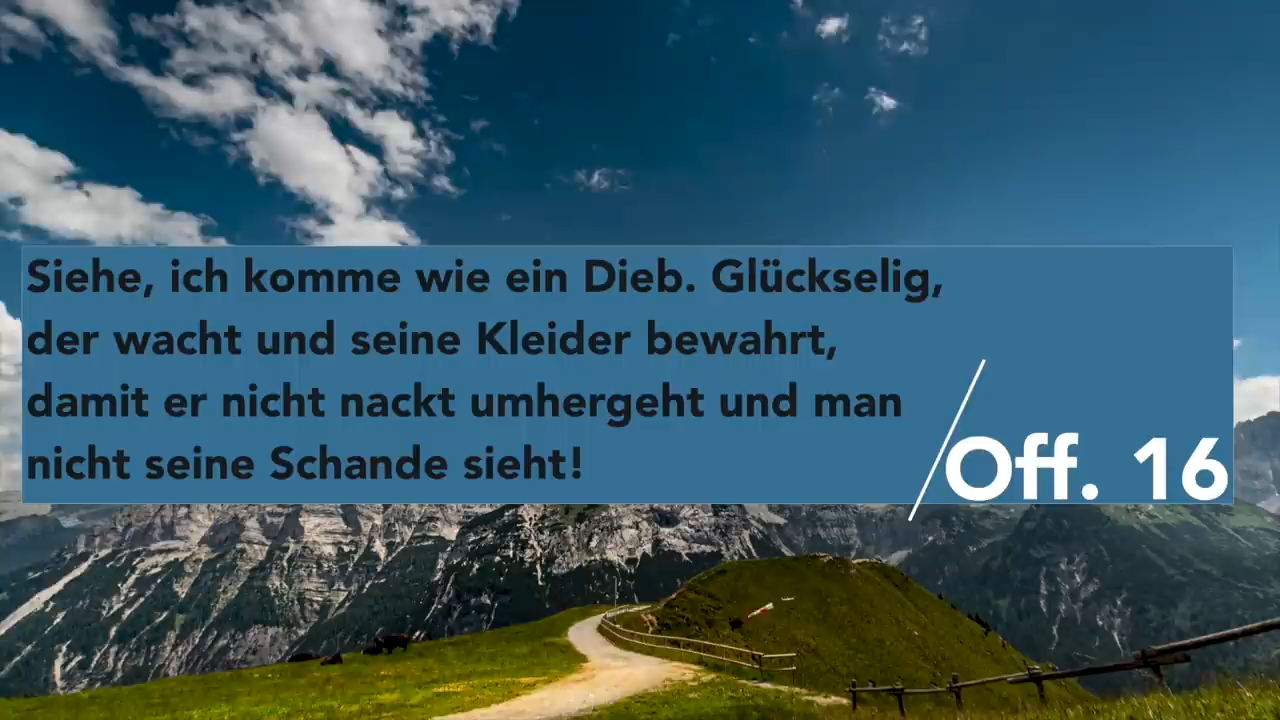 Siehe, ich komme wie ein Dieb. Glückselig,
der wacht und seine Kleider bewahrt,
damit er nicht nackt umhergeht und man
nicht seine Schande sieht!
Off. 16